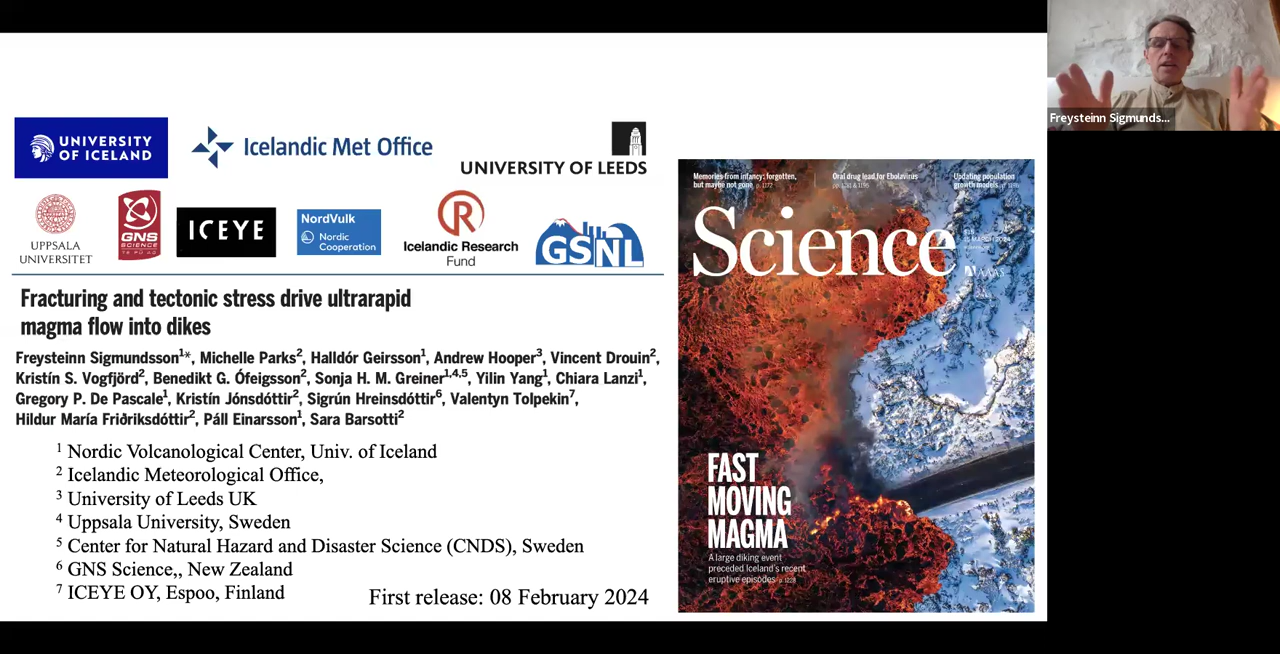 UNIVERSITY
OF ICELAND
Icelandic Met Office
UNIVERSITY OF LEEDS
UPPSALA
UNIVERSITET
GNS
SCIENCE
TE PŪ AO
ICEYE
NordVulk
Nordic
Cooperation
Icelandic Research
Fund
GSNL
Fracturing and tectonic stress drive ultrarapid
magma flow into dikes
Freysteinn Sigmundsson1*, Michelle Parks2, Halldór Geirsson1, Andrew Hooper3, Vincent Drouin2,
Kristín S. Vogfjörd2, Benedikt G. Ófeigsson2, Sonja H. M. Greiner1,4,5, Yilin Yang1, Chiara Lanzi1,
Gregory P. De Pascale1, Kristín Jónsdóttir2, Sigrún Hreinsdóttir6, Valentyn Tolpekin7,
Hildur María Friðriksdóttir2, Páll Einarsson1, Sara Barsotti2
1 Nordic Volcanological Center, Univ. of Iceland
2 Icelandic Meteorological Office,
3 University of Leeds UK
4 Uppsala University, Sweden
5 Center for Natural Hazard and Disaster Science (CNDS), Sweden
6 GNS Science,, New Zealand
7 ICEYE OY, Espoo, Finland
First release: 08 February 2024
Memories from infancy: forgotten,
but maybe not gone p. 1172
Oral drug lead for Ebolavirus
Updating population
growth models
Science
AAAS
FAST
MOVING
MAGMA
A large diking event
preceded Iceland's recent
eruptive episodes p. 1228
Freysteinn Sigmunds...